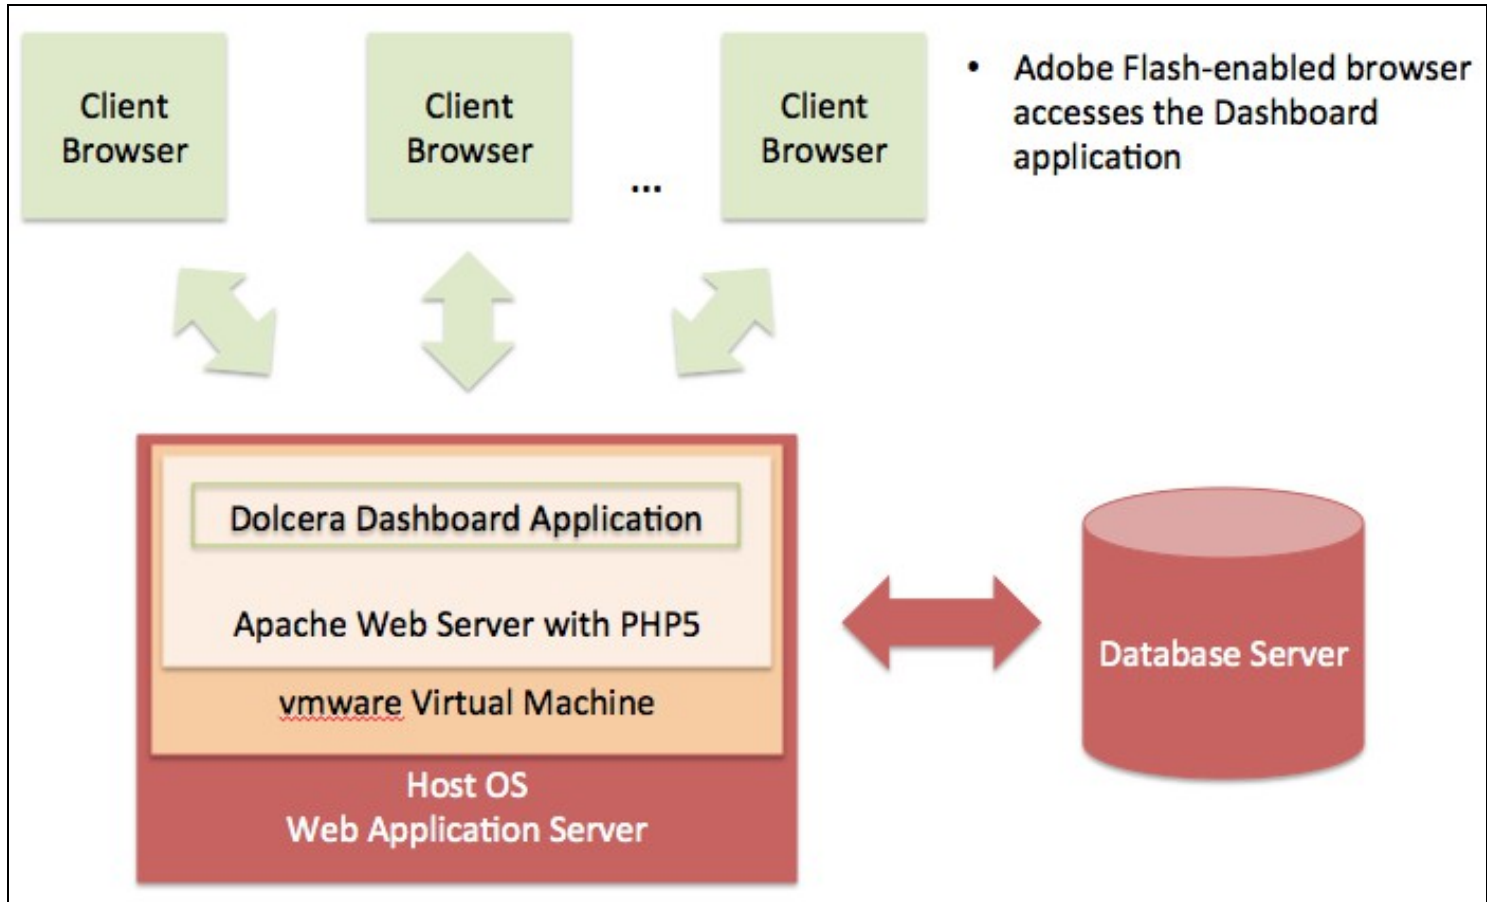 Client
Browser
Client
Browser
...
Client
Browser
• Adobe Flash-enabled browser
accesses the Dashboard
application
Dolcera Dashboard Application
Apache Web Server with PHP5
vmware Virtual Machine
Host OS
Web Application Server
Database Server